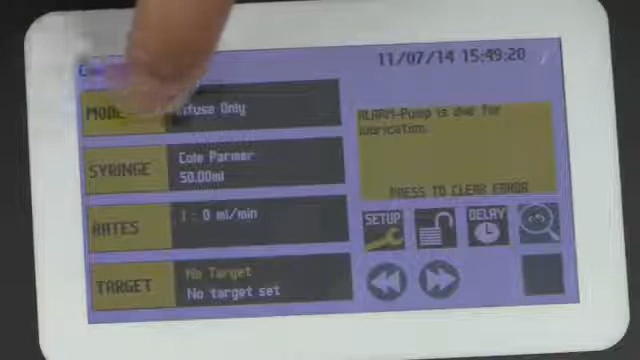 11/07/14 15:49:20
MODE
Infuse Only
ALARM-Pump is due for
lubrication.
SYRINGE
Cole Parmer
50.00ml
PRESS TO CLEAR ERROR
RATES
I : 0 ml/min
SETUP
DELAY
TARGET
No Target
No target set